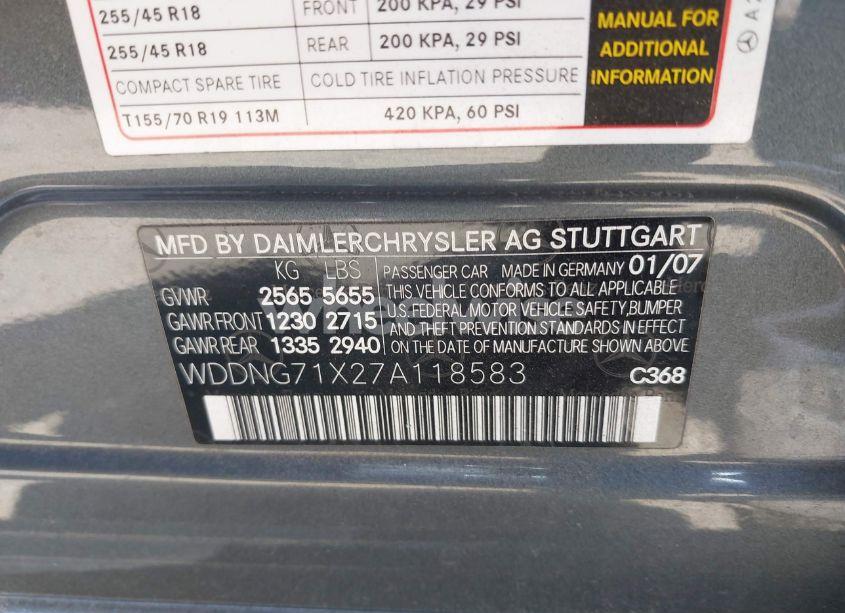 255/45 R18 FRONT 200 KPA, 29 PSI
255/45 R18 REAR 200 KPA, 29 PSI
COMPACT SPARE TIRE COLD TIRE INFLATION PRESSURE
T155/70 R19 113M 420 KPA, 60 PSI
MANUAL FOR
ADDITIONAL
INFORMATION
MFD BY DAIMLERCHRYSLER AG STUTTGART
KG LBS
GVWR 2565 5655
GAWR FRONT 1230 2715
GAWR REAR 1335 2940
PASSENGER CAR MADE IN GERMANY 01/07
THIS VEHICLE CONFORMS TO ALL APPLICABLE
U.S. FEDERAL MOTOR VEHICLE SAFETY, BUMPER
AND THEFT PREVENTION STANDARDS IN EFFECT
ON THE DATE OF MANUFACTURE SHOWN ABOVE
WDDNG71X27A118583 C368